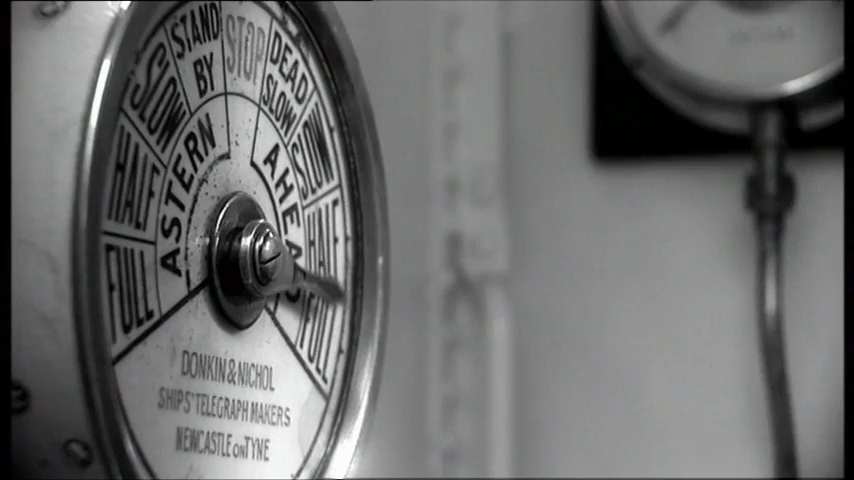 STAND
BY
STOP
DEAD
SLOW
SLOW
SLOW
HALF
HALF
FULL
FULL
ASTERN
AHEAD
DONKIN & NICHOL
SHIPS' TELEGRAPH MAKERS
NEWCASTLE on TYNE